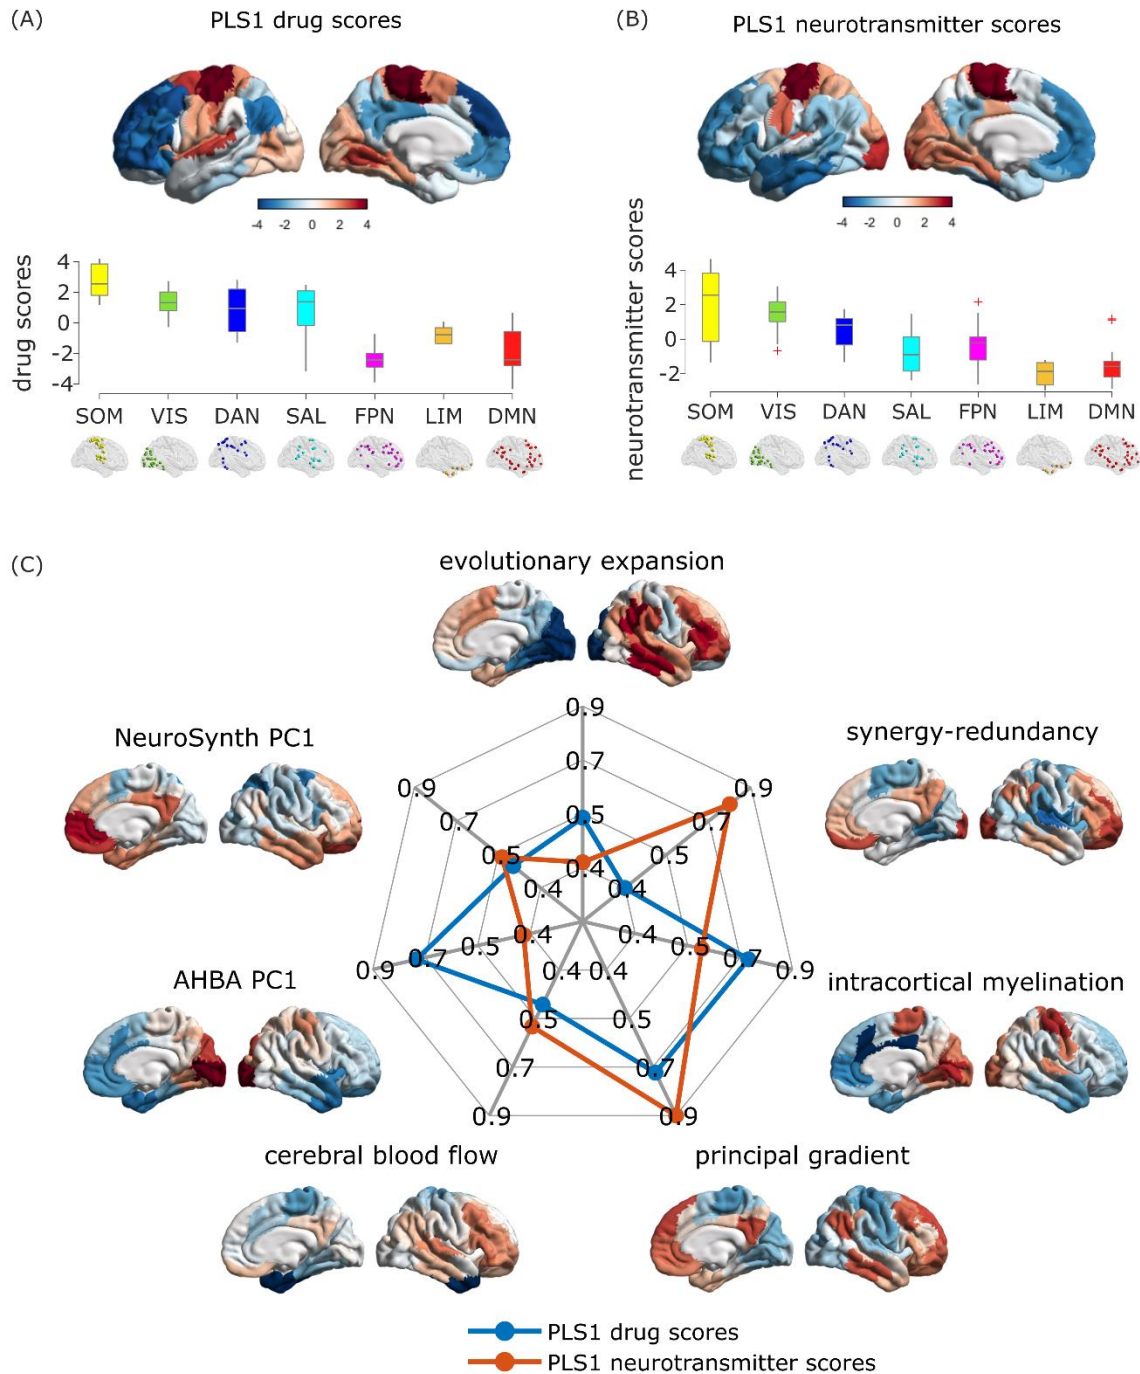 (A)
PLS1 drug scores
-4 -2 0 2 4
drug scores
4
2
0
-2
-4
SOM VIS DAN SAL FPN LIM DMN
(B)
PLS1 neurotransmitter scores
-4 -2 0 2 4
neurotransmitter scores
4
2
0
-2
SOM VIS DAN SAL FPN LIM DMN
(C)
evolutionary expansion
NeuroSynth PC1
synergy-redundancy
0.9
0.7
0.5
0.4
0.9
0.7
0.5
0.4
0.9
0.7
0.5
0.4
0.9
0.7
0.5
0.4
0.9
0.7
0.5
0.4
0.9
0.7
0.5
0.4
0.9
0.7
0.5
0.4
AHBA PC1
intracortical myelination
cerebral blood flow
principal gradient
PLS1 drug scores
PLS1 neurotransmitter scores